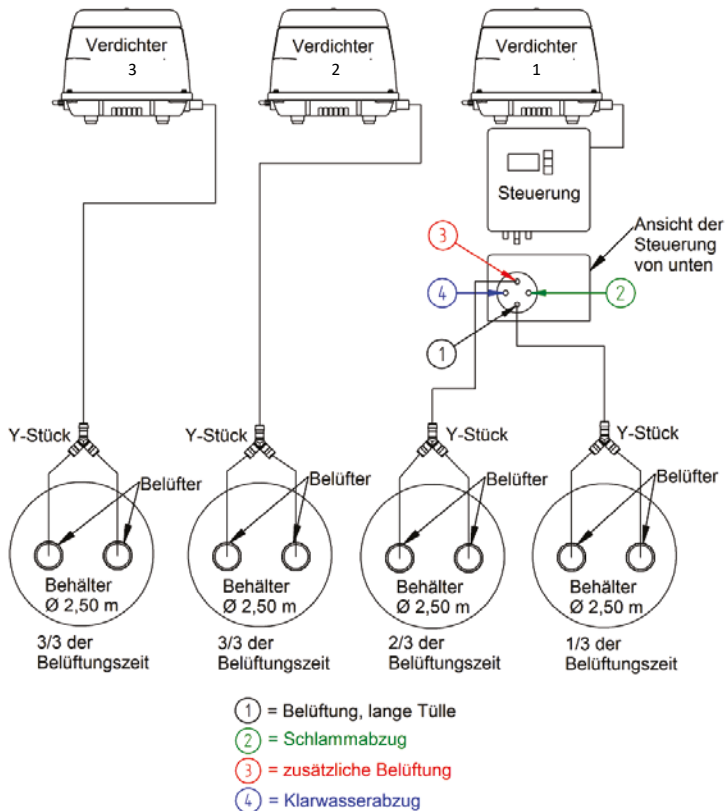 Verdichter
3
Verdichter
2
Verdichter
1
Steuerung
Ansicht der
Steuerung
von unten
3
4
2
1
Y-Stück
Y-Stück
Y-Stück
Y-Stück
Belüfter
Belüfter
Belüfter
Belüfter
Behälter
Ø 2,50 m
Behälter
Ø 2,50 m
Behälter
Ø 2,50 m
Behälter
Ø 2,50 m
3/3 der
Belüftungszeit
3/3 der
Belüftungszeit
2/3 der
Belüftungszeit
1/3 der
Belüftungszeit
1 = Belüftung, lange Tülle
2 = Schlammabzug
3 = zusätzliche Belüftung
4 = Klarwasserabzug